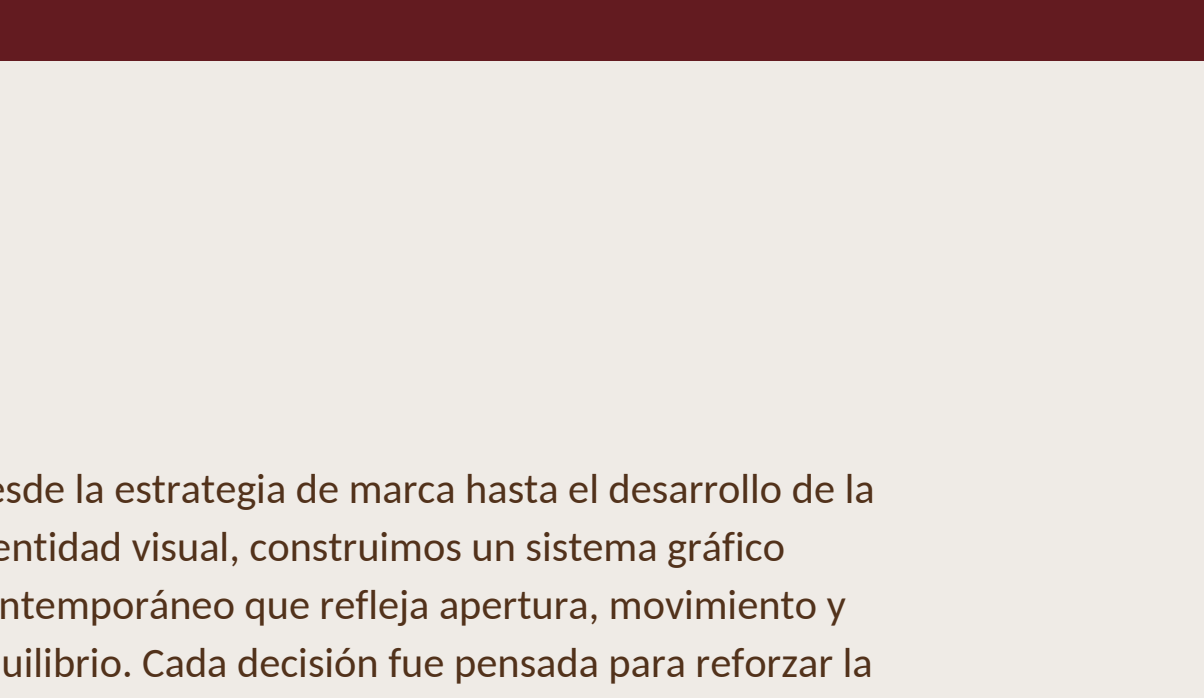 esde la estrategia de marca hasta el desarrollo de la
entidad visual, construimos un sistema gráfico
ntemporáneo que refleja apertura, movimiento y
uilibrio. Cada decisión fue pensada para reforzar la